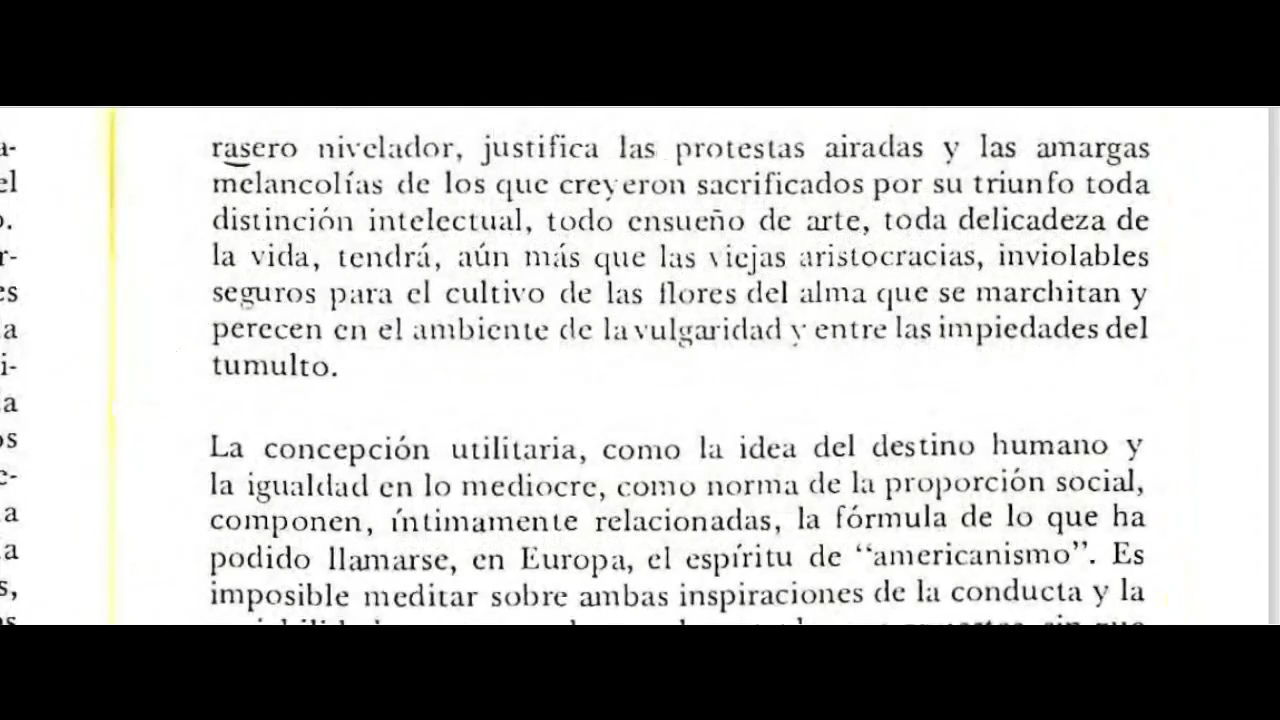 rasero nivelador, justifica las protestas airadas y las amargas
melancolías de los que creyeron sacrificados por su triunfo toda
distinción intelectual, todo ensueño de arte, toda delicadeza de
la vida, tendrá, aún más que las viejas aristocracias, inviolables
seguros para el cultivo de las flores del alma que se marchitan y
perecen en el ambiente de la vulgaridad y entre las impiedades del
tumulto.
La concepción utilitaria, como la idea del destino humano y
la igualdad en lo mediocre, como norma de la proporción social,
componen, íntimamente relacionadas, la fórmula de lo que ha
podido llamarse, en Europa, el espíritu de “americanismo”. Es
imposible meditar sobre ambas inspiraciones de la conducta y la